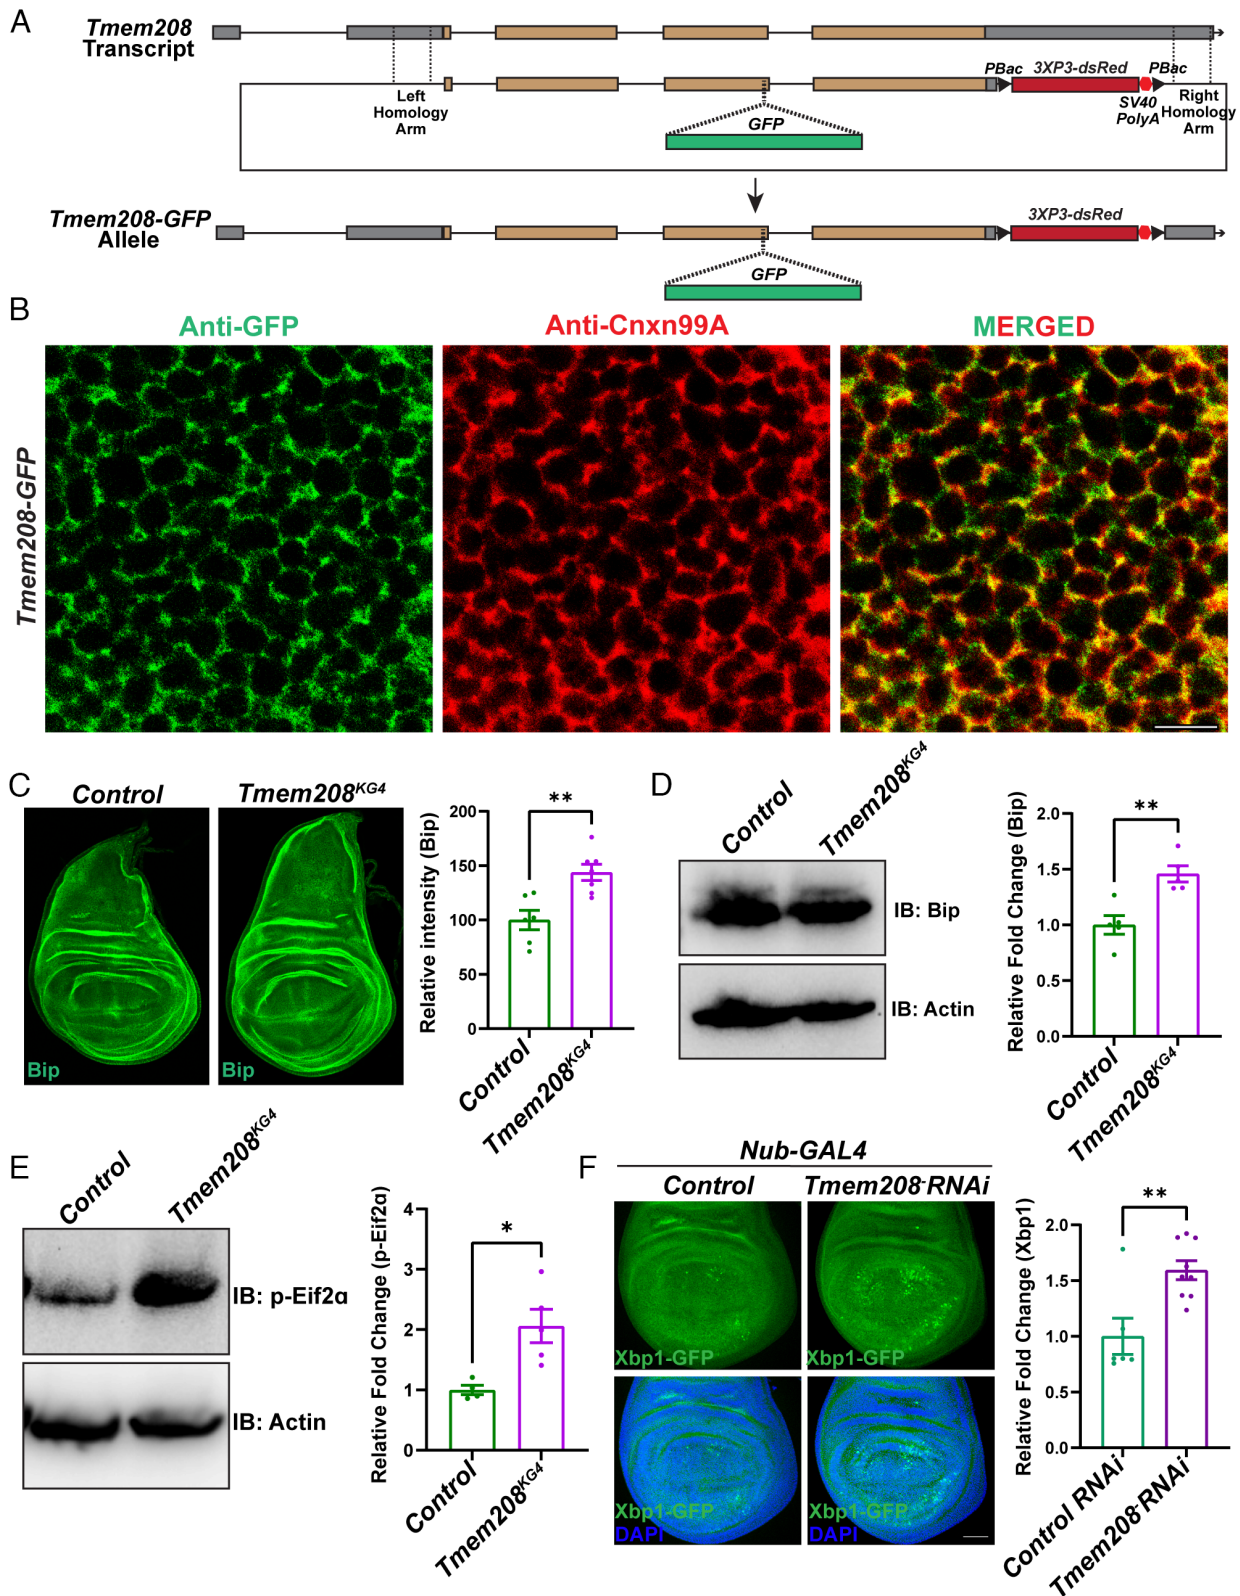 A
Tmem208
Transcript
PBac
3XP3-dsRed
PBac
Left
Homology
Arm
GFP
SV40
PolyA
Right
Homology
Arm
Tmem208-GFP
Allele
3XP3-dsRed
GFP
B
Anti-GFP
Anti-Cnxn99A
MERGED
Tmem208-GFP
C
Control
Tmem208KG4
Bip
Bip
Relative intensity (Bip)
200
150
100
50
0
**
Control
Tmem208KG4
D
Control
Tmem208KG4
IB: Bip
IB: Actin
Relative Fold Change (Bip)
2.0
1.5
1.0
0.5
0.0
**
Control
Tmem208KG4
E
Control
Tmem208KG4
IB: p-Eif2α
IB: Actin
Relative Fold Change (p-Eif2α)
4
3
2
1
0
*
Control
Tmem208KG4
F
Nub-GAL4
Control
Tmem208-RNAi
Xbp1-GFP
Xbp1-GFP
Xbp1-GFP
DAPI
Xbp1-GFP
DAPI
Relative Fold Change (Xbp1)
2.0
1.5
1.0
0.5
0.0
**
Control RNAi
Tmem208-RNAi